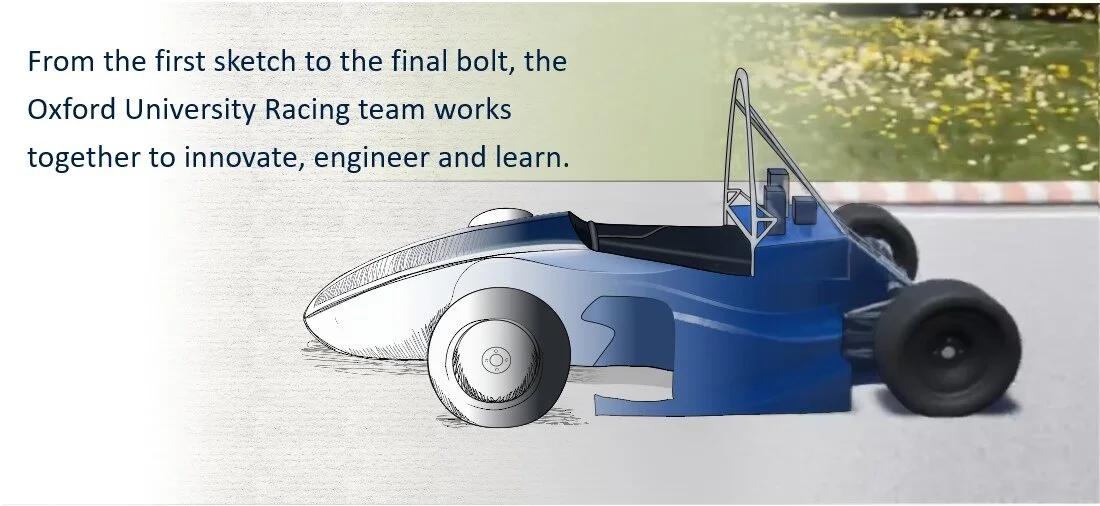 From the first sketch to the final bolt, the
Oxford University Racing team works
together to innovate, engineer and learn.